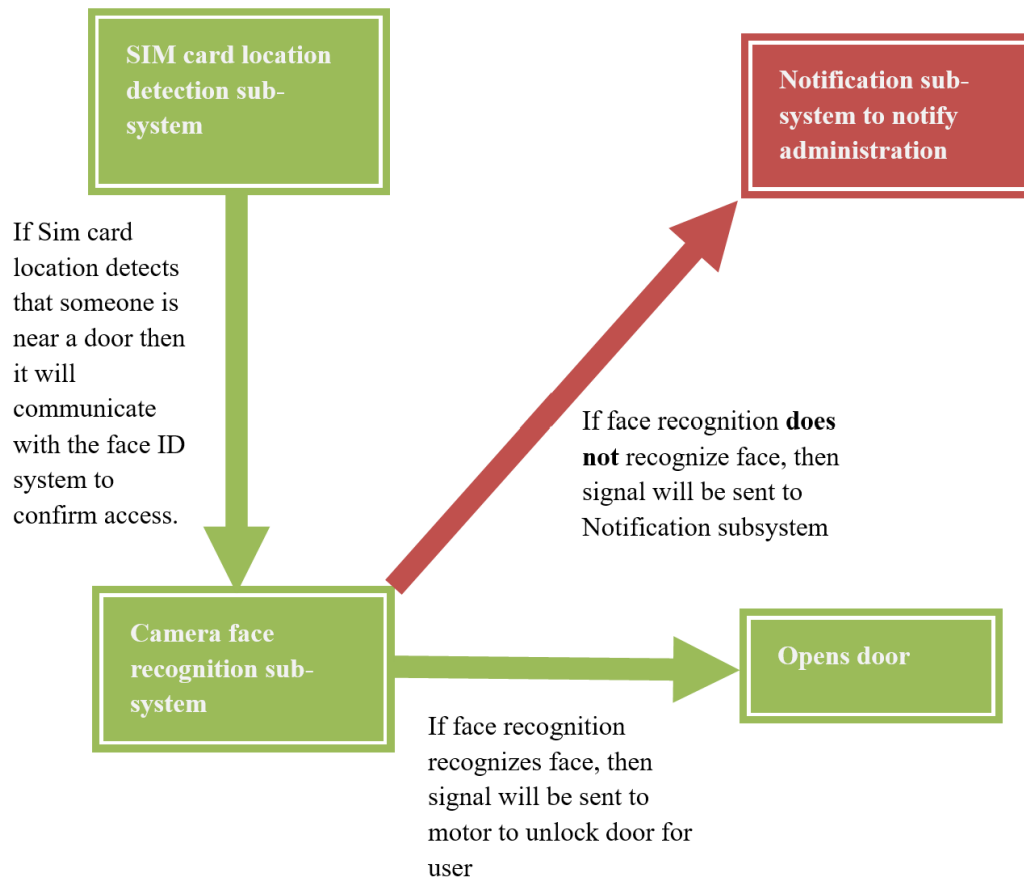 SIM card location
detection sub-
system
Notification sub-
system to notify
administration
If Sim card
location detects
that someone is
near a door then
it will
communicate
with the face ID
system to
confirm access.
If face recognition does
not recognize face, then
signal will be sent to
Notification subsystem
Camera face
recognition sub-
system
Opens door
If face recognition
recognizes face, then
signal will be sent to
motor to unlock door for
user